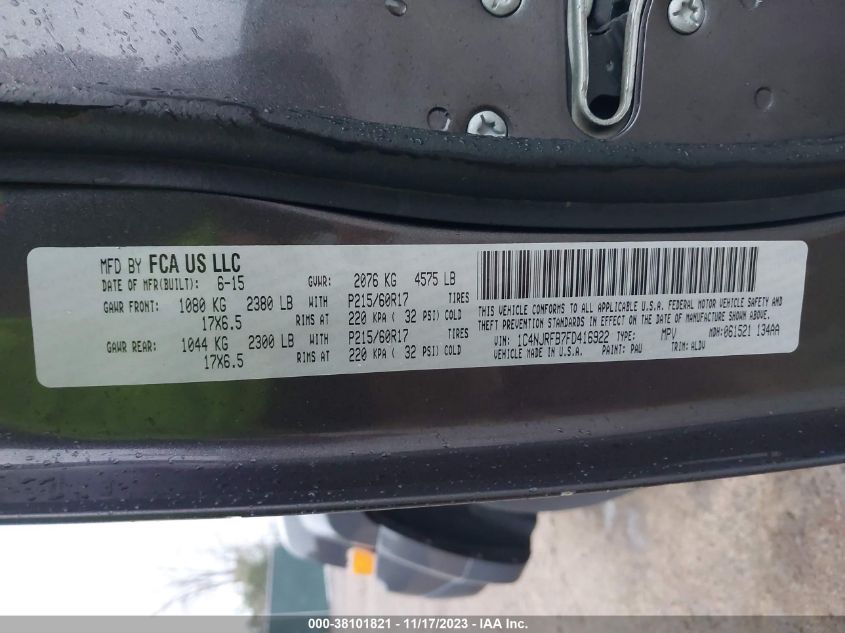 MFD BY FCA US LLC
DATE OF MFR(BUILT): 6-15 GVWR: 2076 KG 4575 LB
GAWR FRONT: 1080 KG 2380 LB WITH P215/60R17 TIRES
17X6.5 RIMS AT 220 KPA ( 32 PSI) COLD
GAWR REAR: 1044 KG 2300 LB WITH P215/60R17 TIRES
17X6.5 RIMS AT 220 KPA ( 32 PSI) COLD
THIS VEHICLE CONFORMS TO ALL APPLICABLE U.S.A. FEDERAL MOTOR VEHICLE SAFETY AND
THEFT PREVENTION STANDARDS IN EFFECT ON THE DATE OF MANUFACTURE SHOWN ABOVE.
VIN: 1C4NJRFB7FD416922 TYPE: MPV MDH:061521 134AA
VEHICLE MADE IN U.S.A. PAINT: PAU TRIM: ALDV
000-38101821 - 11/17/2023 - IAA Inc.